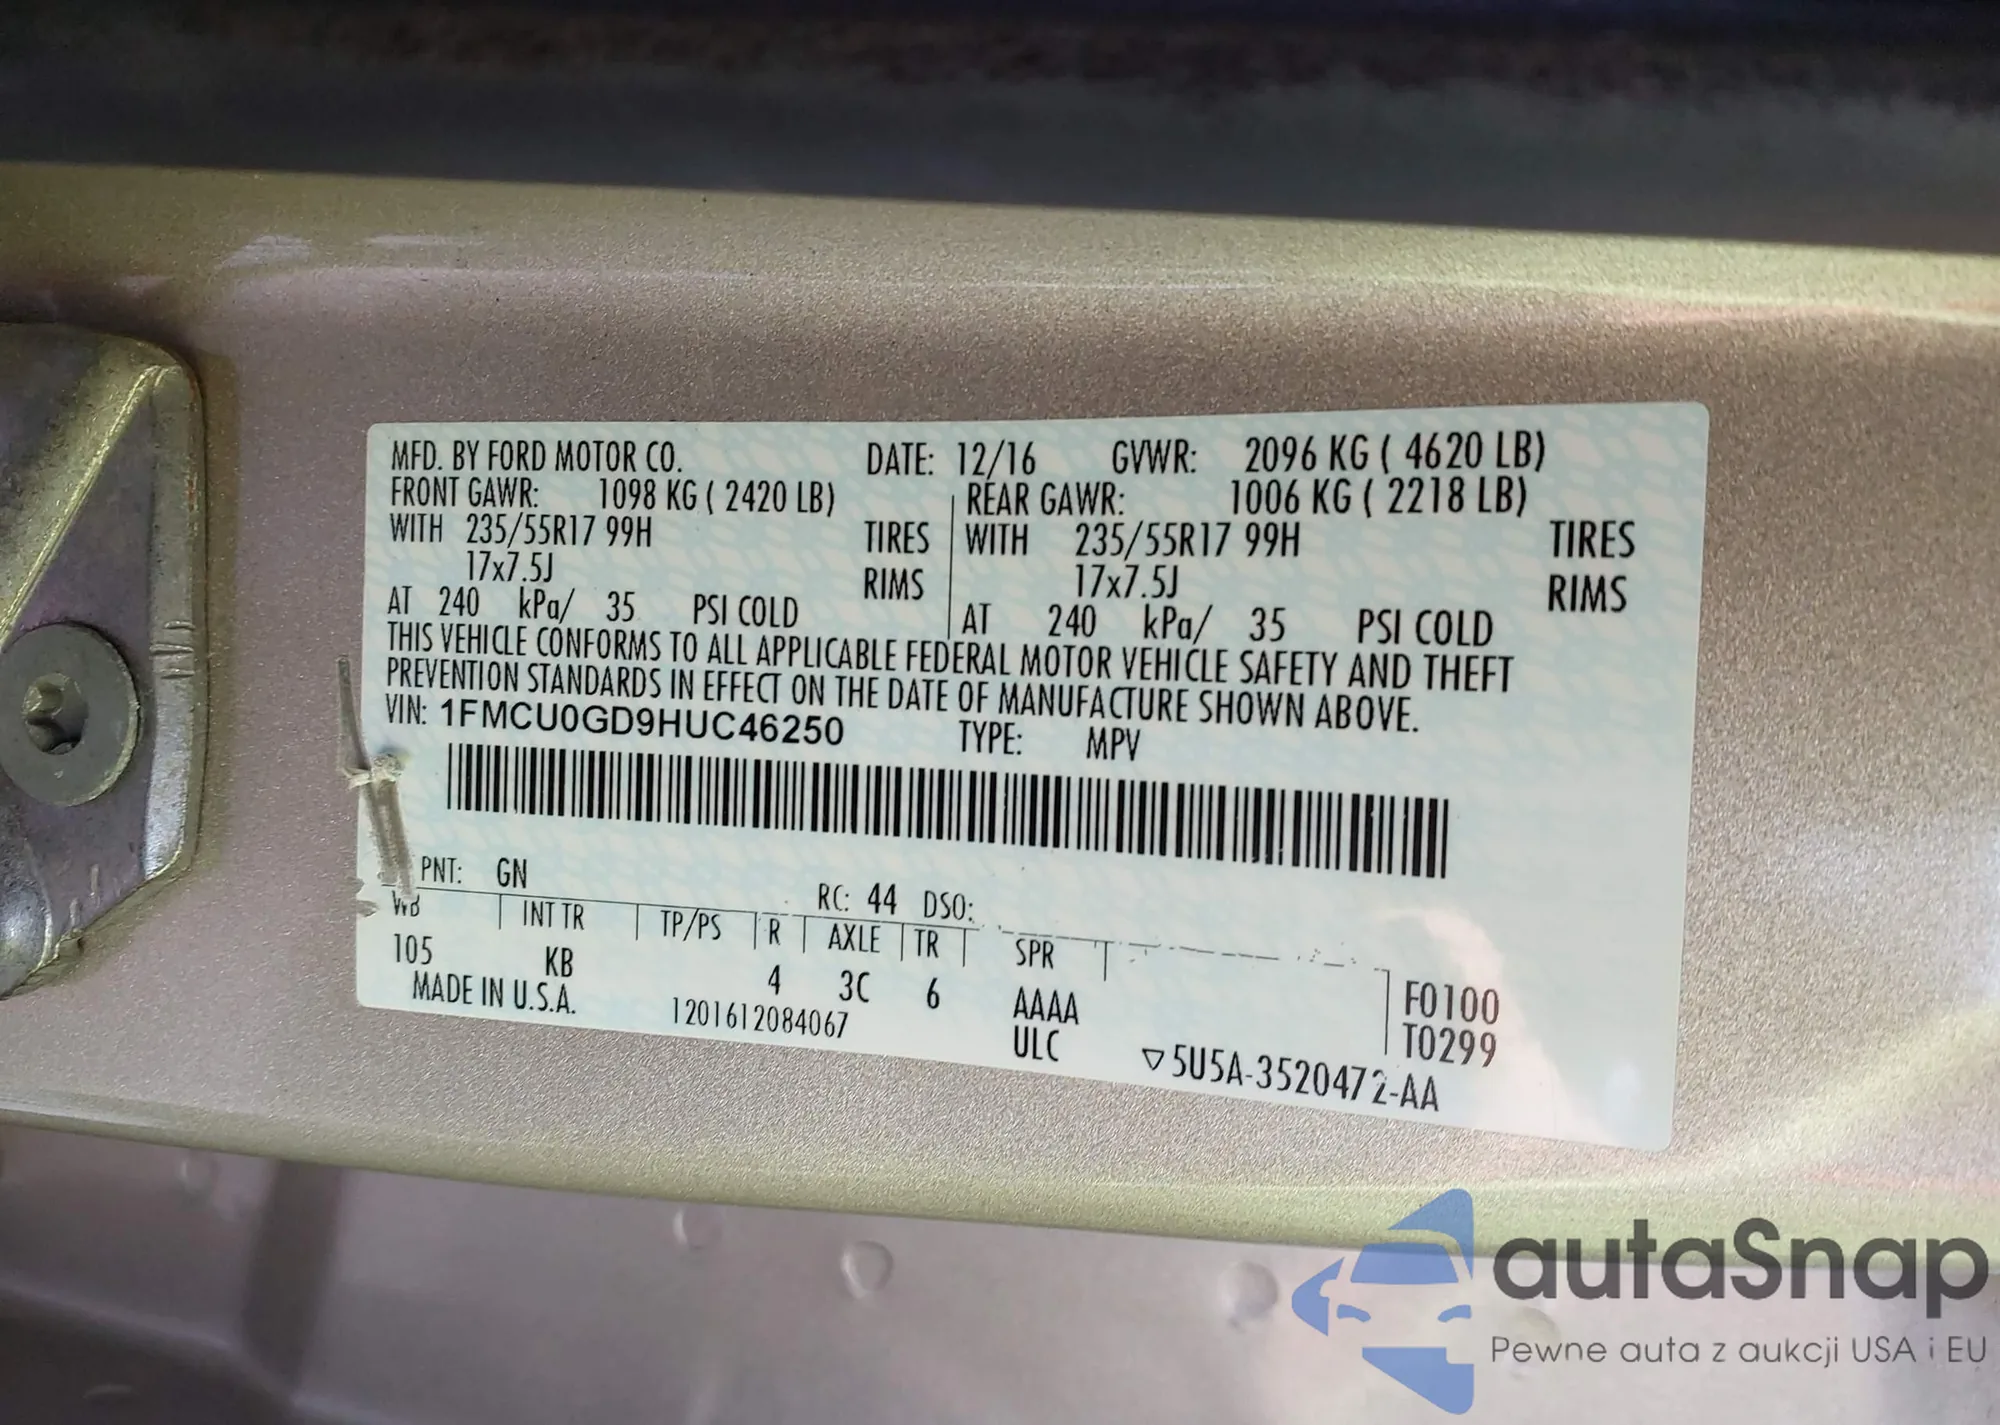 MFD. BY FORD MOTOR CO. DATE: 12/16 GVWR: 2096 KG ( 4620 LB)
FRONT GAWR: 1098 KG ( 2420 LB) REAR GAWR: 1006 KG ( 2218 LB)
WITH 235/55R17 99H TIRES WITH 235/55R17 99H TIRES
17x7.5J RIMS 17x7.5J RIMS
AT 240 kPa/ 35 PSI COLD AT 240 kPa/ 35 PSI COLD
THIS VEHICLE CONFORMS TO ALL APPLICABLE FEDERAL MOTOR VEHICLE SAFETY AND THEFT
PREVENTION STANDARDS IN EFFECT ON THE DATE OF MANUFACTURE SHOWN ABOVE.
VIN: 1FMCU0GD9HUC46250 TYPE: MPV
PNT: GN RC: 44 DSO:
WB INT TR TP/PS R AXLE TR SPR
105 KB 4 3C 6 AAAA F0100
MADE IN U.S.A. 1201612084067 ULC T0299
▽5U5A-3520472-AA
autaSnap
Pewne auta z aukcji USA i EU